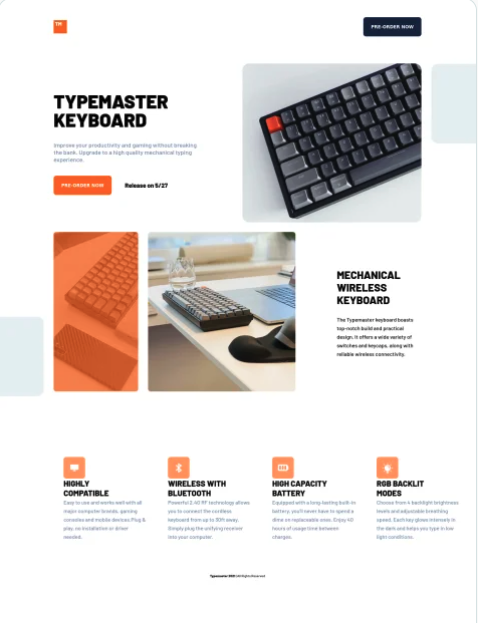 TM
PRE-ORDER NOW
TYPEMASTER
KEYBOARD
Improve your productivity and gaming without breaking
the bank. Upgrade to a high quality mechanical typing
experience.
PRE-ORDER NOW
Release on 5/27
MECHANICAL
WIRELESS
KEYBOARD
The Typemaster keyboard boasts
top-notch build and practical
design. It offers a wide variety of
switches and keycaps, along with
reliable wireless connectivity.
HIGHLY
COMPATIBLE
Easy to use and works well with all
major computer brands, gaming
consoles and mobile devices. Plug &
play, no installation or driver
needed.
WIRELESS WITH
BLUETOOTH
Powerful 2.4G RF technology allows
you to connect the cordless
keyboard from up to 30ft away.
Simply plug the unifying receiver
into your computer.
HIGH CAPACITY
BATTERY
Equipped with a long-lasting built-in
battery, you'll never have to spend a
dime on replaceable ones. Enjoy 40
hours of usage time between
charges.
RGB BACKLIT
MODES
Choose from 4 backlight brightness
levels and adjustable breathing
speed. Each key glows intensely in
the dark and helps you type in low
light conditions.
Typemaster 2021 | All Rights Reserved